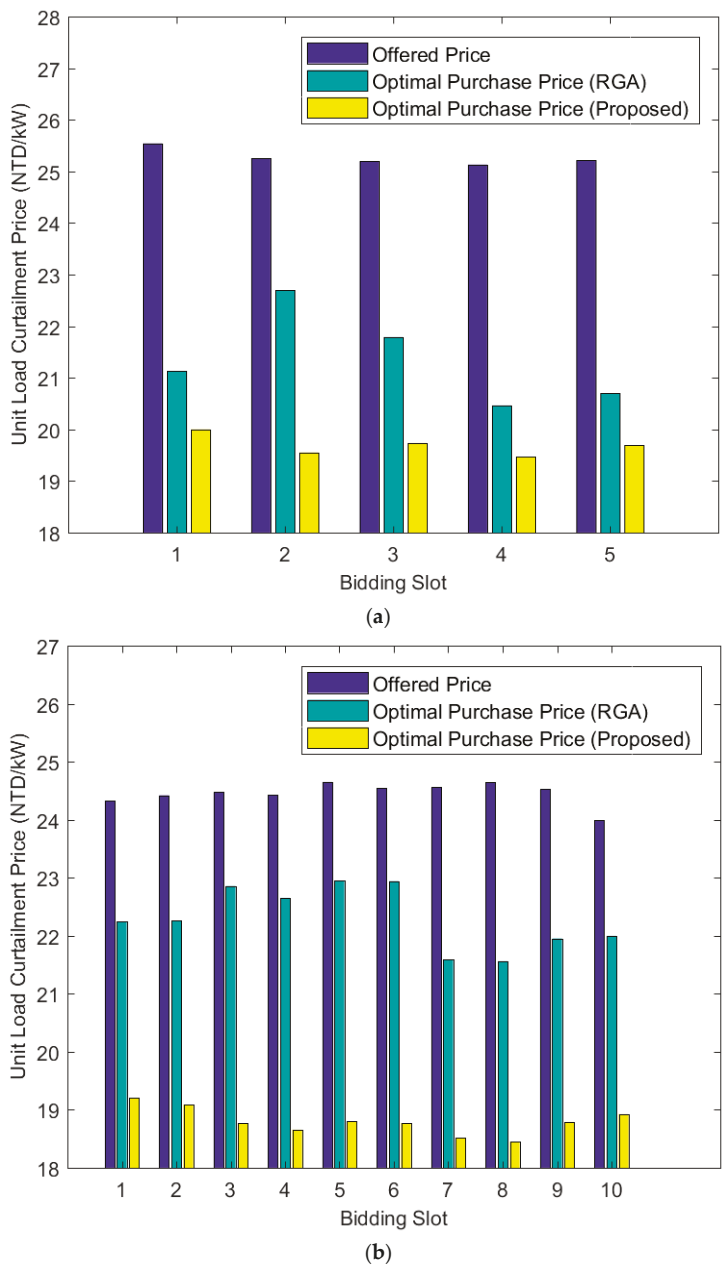 28
27
26
25
24
23
22
21
20
19
18
Unit Load Curtailment Price (NTD/kW)
Offered Price
Optimal Purchase Price (RGA)
Optimal Purchase Price (Proposed)
1 2 3 4 5
Bidding Slot
(a)
27
26
25
24
23
22
21
20
19
18
Unit Load Curtailment Price (NTD/kW)
Offered Price
Optimal Purchase Price (RGA)
Optimal Purchase Price (Proposed)
1 2 3 4 5 6 7 8 9 10
Bidding Slot
(b)